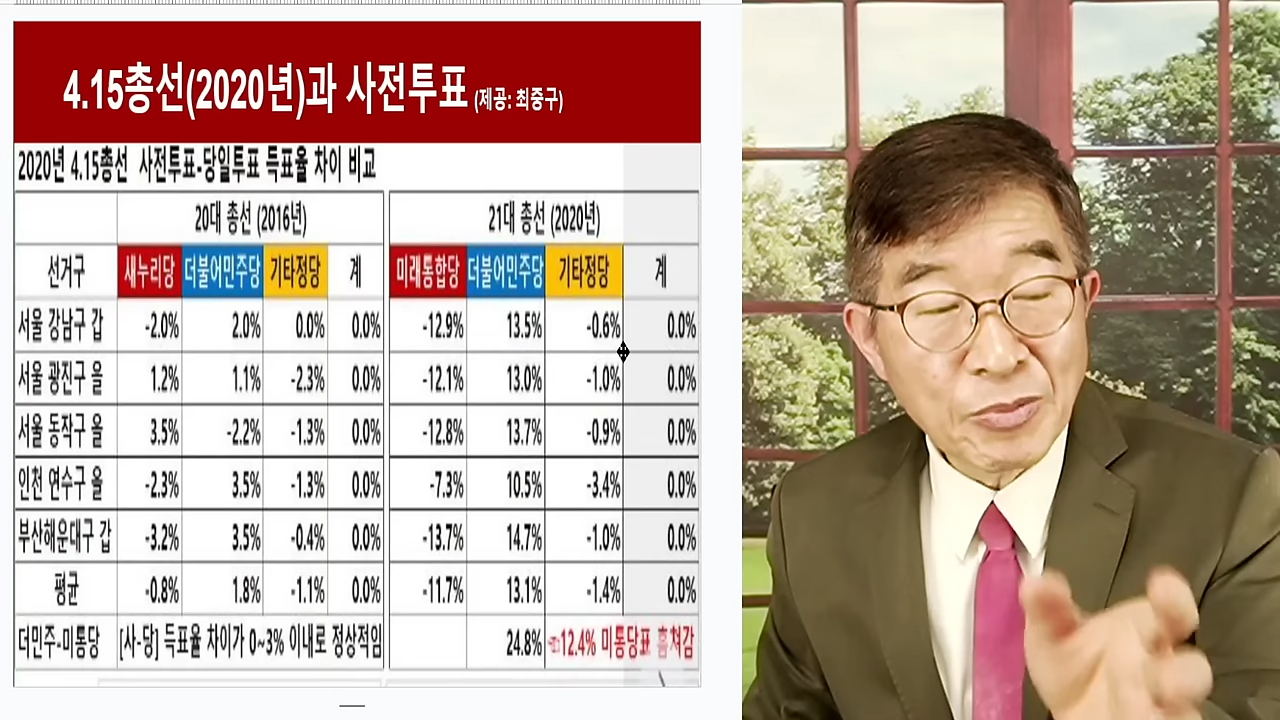 4.15총선(2020년)과 사전투표 (제공: 최중구)
2020년 4.15총선 사전투표-당일투표 득표율 차이 비교
20대 총선 (2016년) 21대 총선 (2020년)
선거구 새누리당 더불어민주당 기타정당 계 미래통합당 더불어민주당 기타정당 계
서울 강남구 갑 -2.0% 2.0% 0.0% 0.0% -12.9% 13.5% -0.6% 0.0%
서울 광진구 을 1.2% 1.1% -2.3% 0.0% -12.1% 13.0% -1.0% 0.0%
서울 동작구 을 3.5% -2.2% -1.3% 0.0% -12.8% 13.7% -0.9% 0.0%
인천 연수구 을 -2.3% 3.5% -1.3% 0.0% -7.3% 10.5% -3.4% 0.0%
부산해운대구 갑 -3.2% 3.5% -0.4% 0.0% -13.7% 14.7% -1.0% 0.0%
평균 -0.8% 1.8% -1.1% 0.0% -11.7% 13.1% -1.4% 0.0%
더민주-미통당 [사-당] 득표율 차이가 0~3% 이내로 정상적임 24.8% ☜12.4% 미통당표 훔쳐감